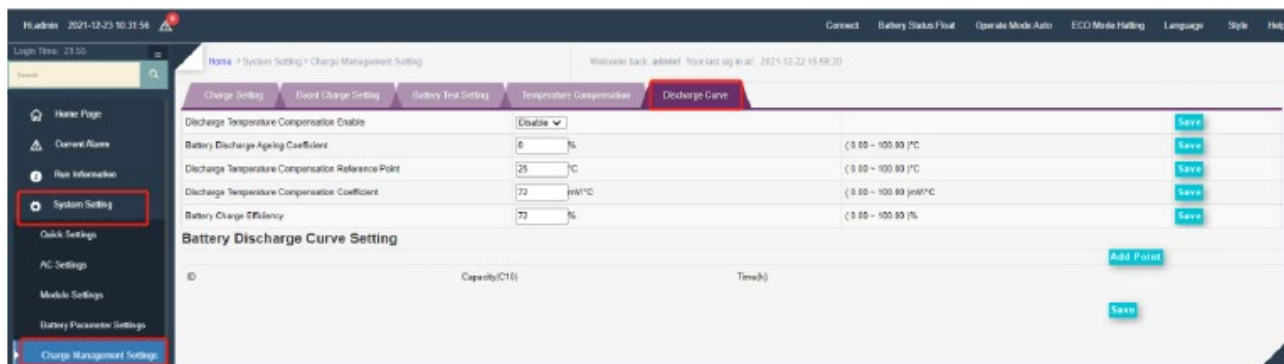 Hi,admin 2021-12-23 10:31:56 Connect Battery Status:Float Operate Mode:Auto ECO Mode:Halting Language Style Help
Login Time: 21:55
Search
Home > System Setting > Charge Management Setting
Welcome back, admin! Your last sig in at: 2021-12-22 15:59:20
Charge Setting Boost Charge Setting Battery Test Setting Temperature Compensation Discharge Curve
Home Page
Current Alarm
Run Information
System Setting
Quick Settings
AC Settings
Module Settings
Battery Parameter Settings
Charge Management Settings
Discharge Temperature Compensation Enable Disable Save
Battery Discharge Ageing Coefficient 0 % ( 0.00 ~ 100.00 )°C Save
Discharge Temperature Compensation Reference Point 25 °C ( 0.00 ~ 100.00 )°C Save
Discharge Temperature Compensation Coefficient 72 mV/°C ( 0.00 ~ 100.00 )mV/°C Save
Battery Charge Efficiency 72 % ( 0.00 ~ 100.00 )% Save
Battery Discharge Curve Setting
Add Point
ID Capacity(C10) Time(h)
Save